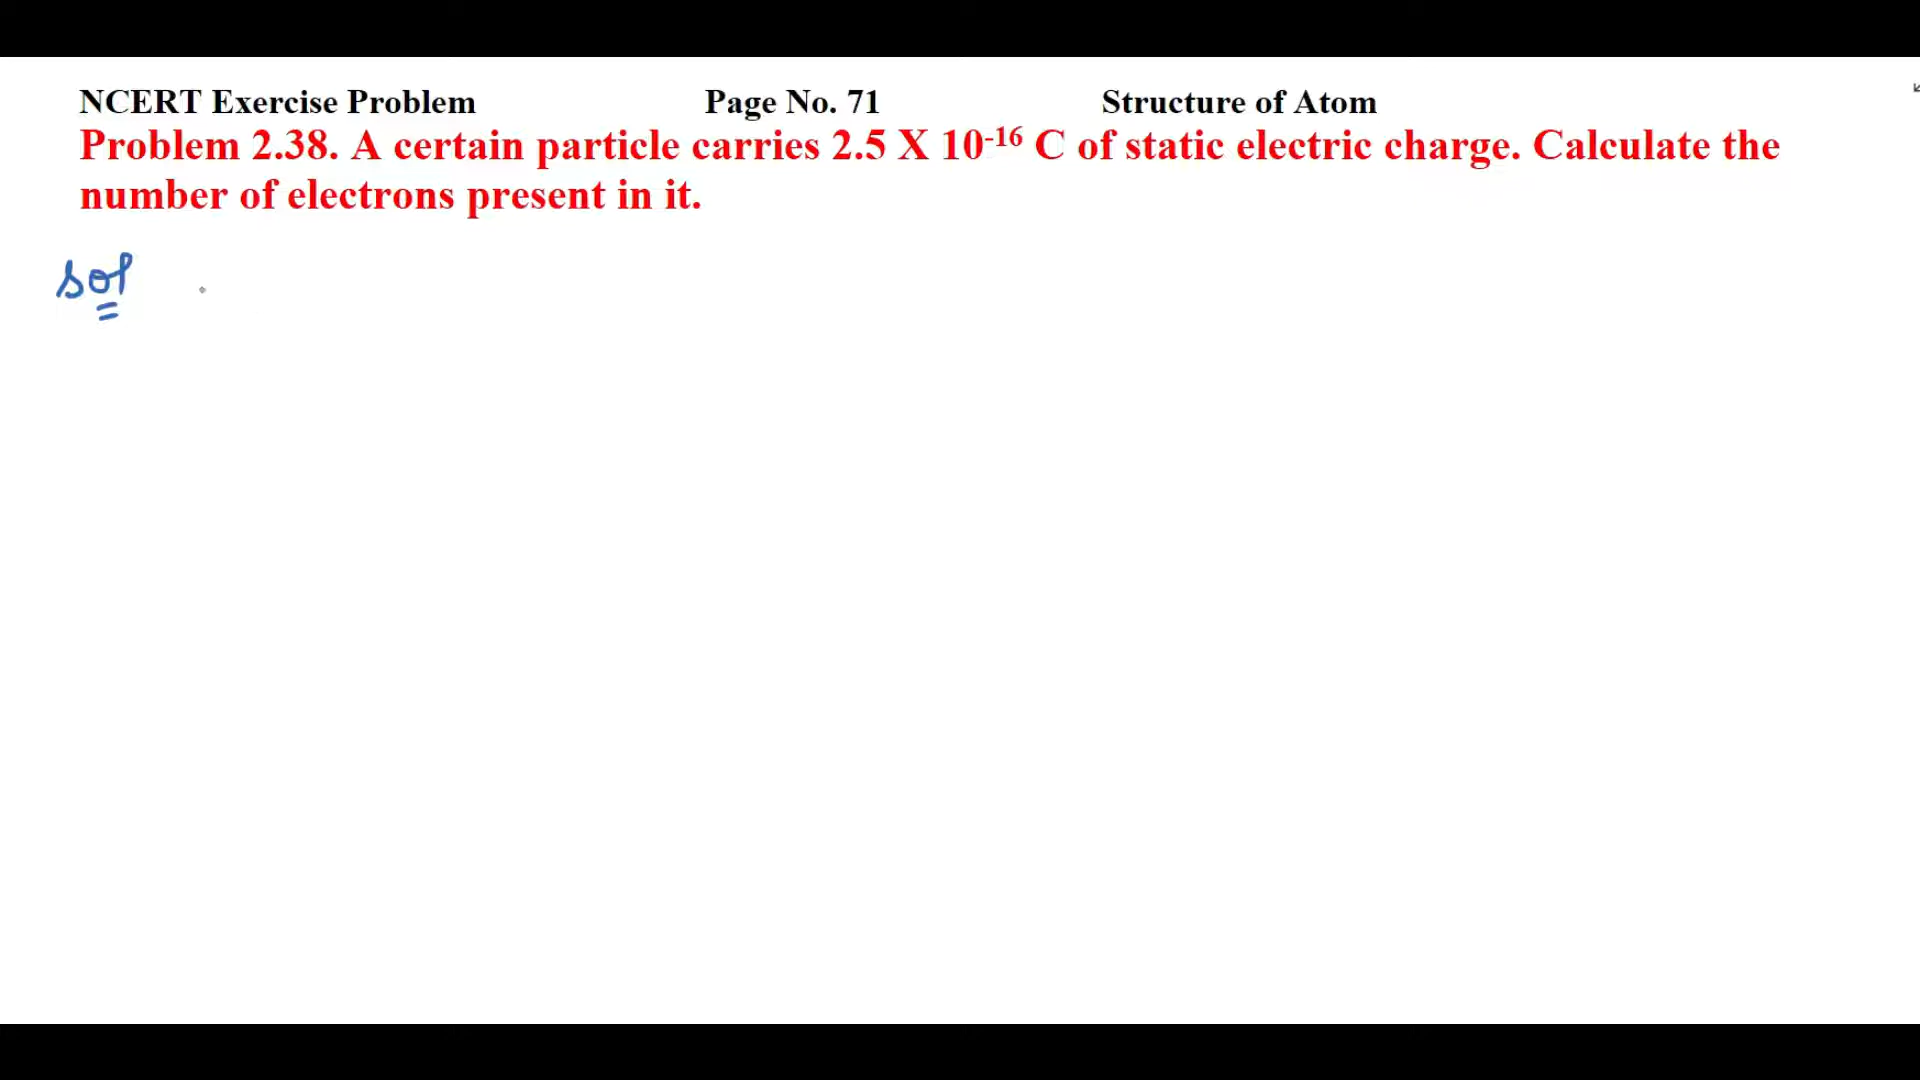 NCERT Exercise Problem Page No. 71 Structure of Atom
Problem 2.38. A certain particle carries 2.5 X 10⁻¹⁶ C of static electric charge. Calculate the
number of electrons present in it.
sol